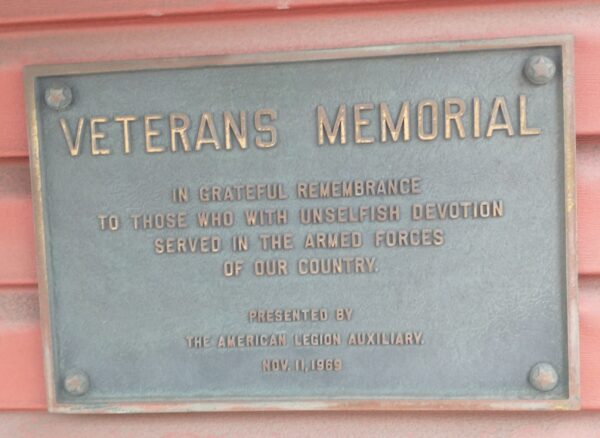 VETERANS MEMORIAL
IN GRATEFUL REMEMBRANCE
TO THOSE WHO WITH UNSELFISH DEVOTION
SERVED IN THE ARMED FORCES
OF OUR COUNTRY.
PRESENTED BY
THE AMERICAN LEGION AUXILIARY.
NOV. 11, 1969